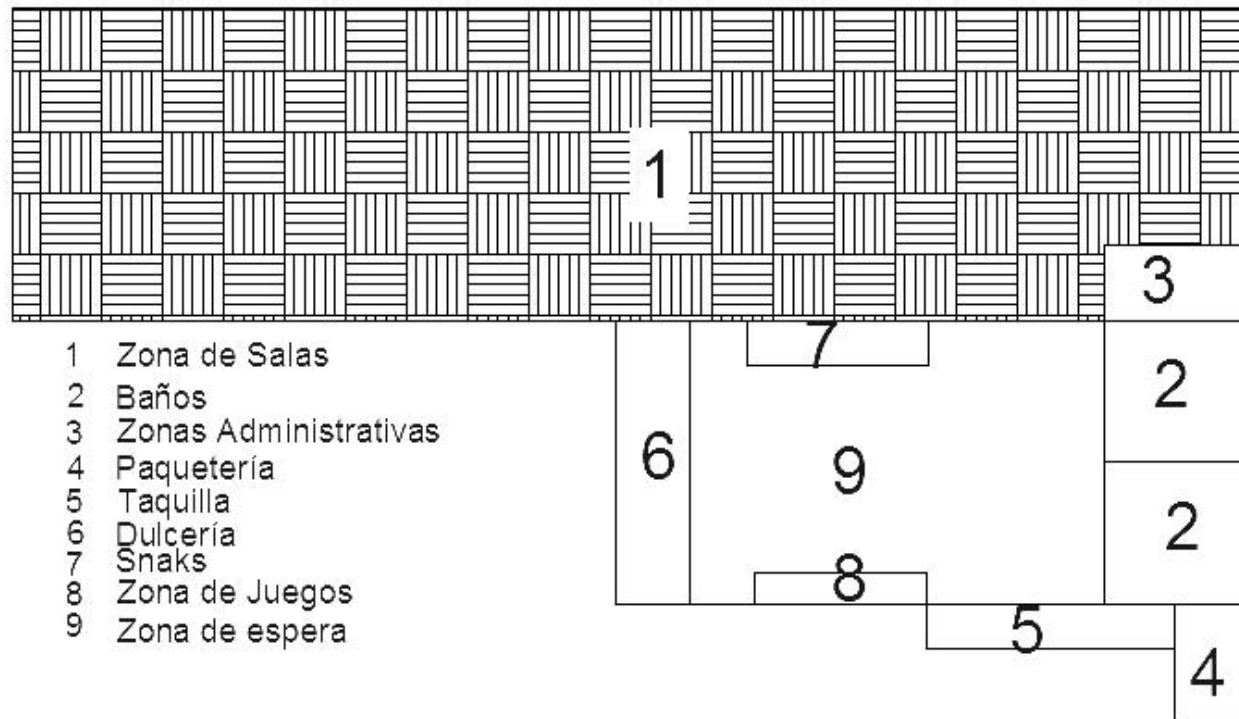 1
3
7
2
6
9
2
8
5
4
1 Zona de Salas
2 Baños
3 Zonas Administrativas
4 Paquetería
5 Taquilla
6 Dulcería
7 Snaks
8 Zona de Juegos
9 Zona de espera